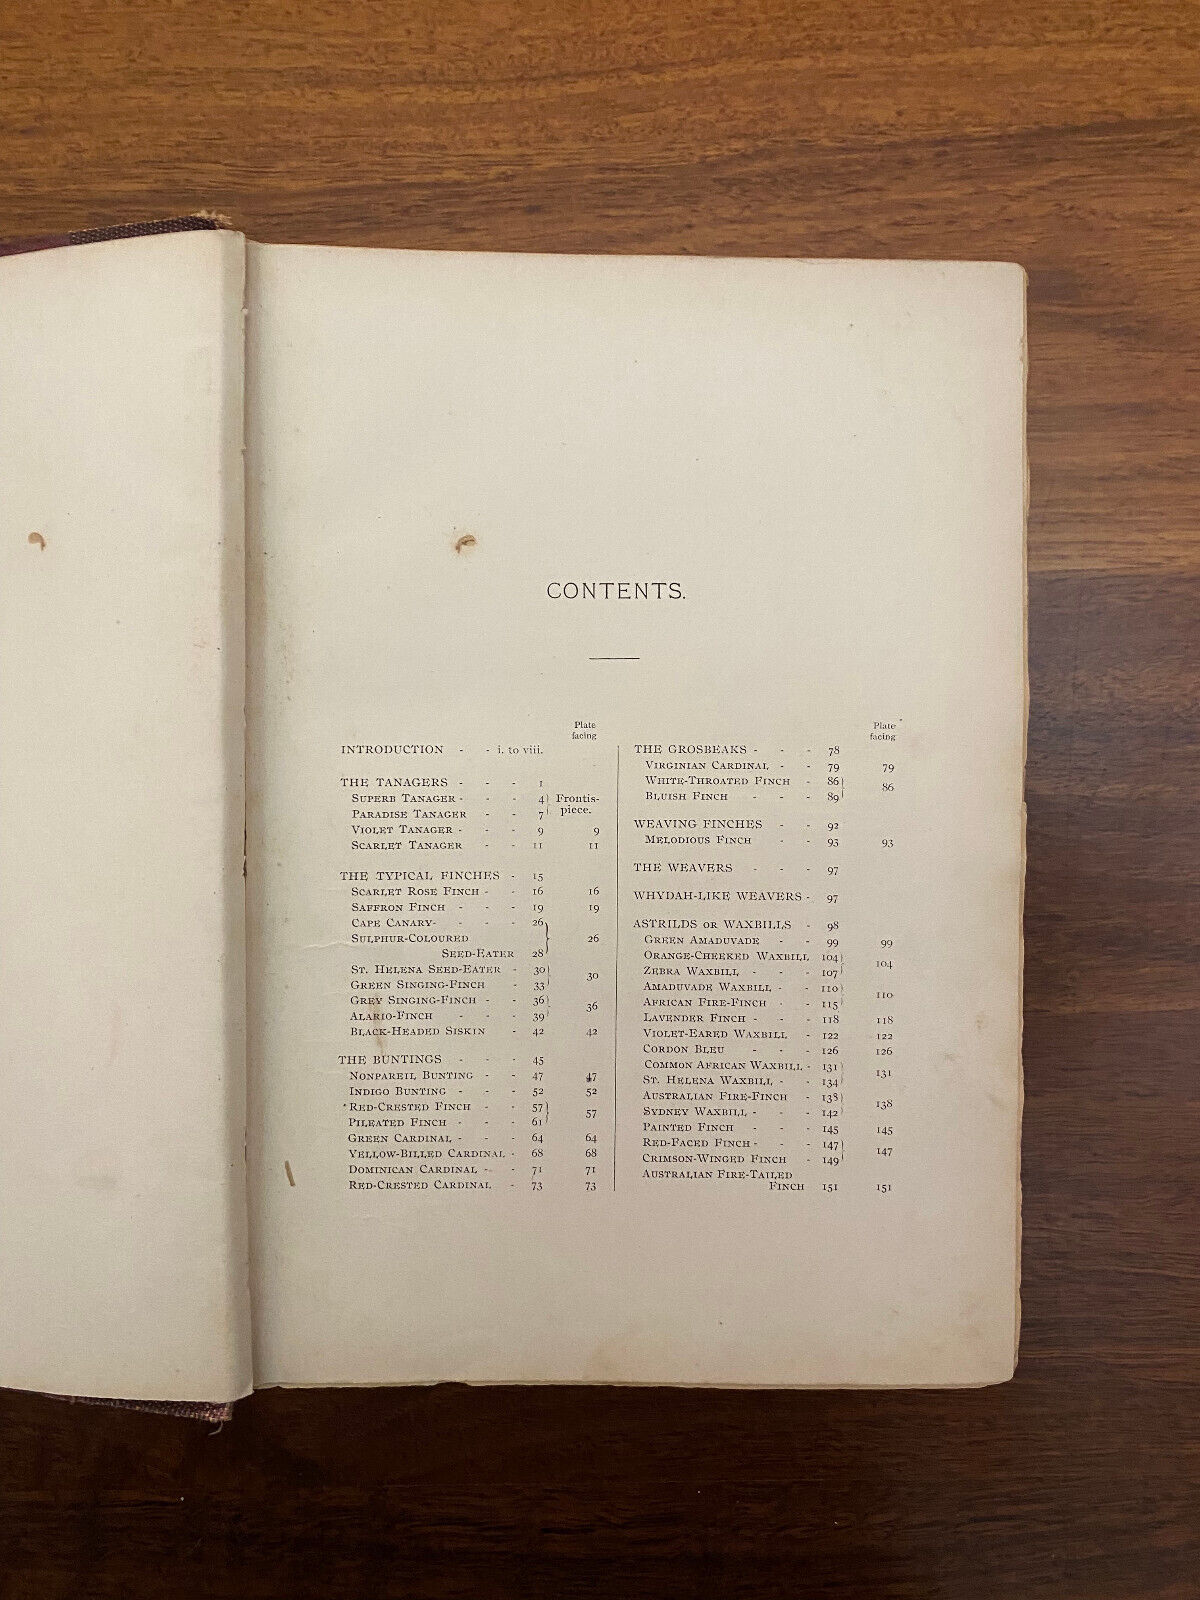 CONTENTS.
Plate
facing
INTRODUCTION - - i. to viii.
THE TANAGERS - - - 1
SUPERB TANAGER - - - 4 } Frontis-
PARADISE TANAGER - - 7 } piece.
VIOLET TANAGER - - - 9 9
SCARLET TANAGER - - 11 11
THE TYPICAL FINCHES - 15
SCARLET ROSE FINCH - - 16 16
SAFFRON FINCH - - - 19 19
CAPE CANARY - - - 26 }
SULPHUR-COLOURED } 26
SEED-EATER 28 }
ST. HELENA SEED-EATER - 30 } 30
GREEN SINGING-FINCH - 33 }
GREY SINGING-FINCH - - 36 } 36
ALARIO-FINCH - - - 39 }
BLACK-HEADED SISKIN - 42 42
THE BUNTINGS - - - 45
NONPAREIL BUNTING - - 47 47
INDIGO BUNTING - - - 52 52
RED-CRESTED FINCH - - 57 } 57
PILEATED FINCH - - - 61 }
GREEN CARDINAL - - - 64 64
YELLOW-BILLED CARDINAL - 68 68
DOMINICAN CARDINAL - - 71 71
RED-CRESTED CARDINAL - 73 73
Plate
facing
THE GROSBEAKS - - - 78
VIRGINIAN CARDINAL - - 79 79
WHITE-THROATED FINCH - 86 } 86
BLUISH FINCH - - - 89 }
WEAVING FINCHES - - 92
MELODIOUS FINCH - - 93 93
THE WEAVERS - - - 97
WHYDAH-LIKE WEAVERS - 97
ASTRILDS OR WAXBILLS - 98
GREEN AMADUVADE - - 99 99
ORANGE-CHEEKED WAXBILL 104 } 104
ZEBRA WAXBILL - - - 107 }
AMADUVADE WAXBILL - - 110 } 110
AFRICAN FIRE-FINCH - - 115 }
LAVENDER FINCH - - - 118 118
VIOLET-EARED WAXBILL - 122 122
CORDON BLEU - - - 126 126
COMMON AFRICAN WAXBILL - 131 } 131
ST. HELENA WAXBILL - - 134 }
AUSTRALIAN FIRE-FINCH - 138 } 138
SYDNEY WAXBILL - - - 142 }
PAINTED FINCH - - - 145 145
RED-FACED FINCH - - - 147 } 147
CRIMSON-WINGED FINCH - 149 }
AUSTRALIAN FIRE-TAILED
FINCH 151 151